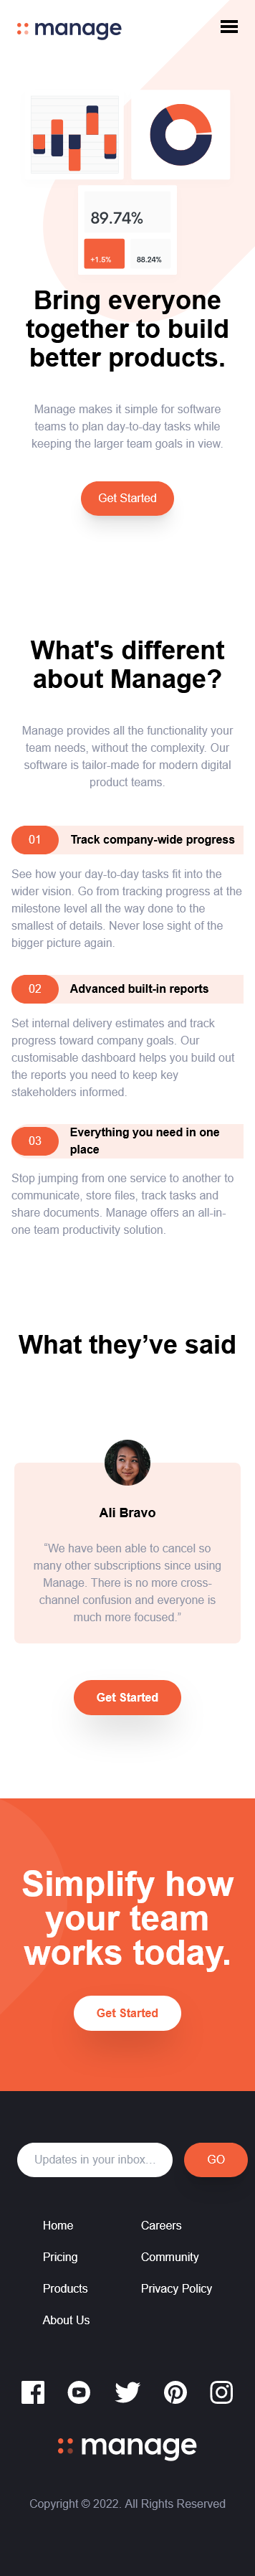 manage
89.74%
+1.5%
88.24%
Bring everyone
together to build
better products.
Manage makes it simple for software
teams to plan day-to-day tasks while
keeping the larger team goals in view.
Get Started
What's different
about Manage?
Manage provides all the functionality your
team needs, without the complexity. Our
software is tailor-made for modern digital
product teams.
01 Track company-wide progress
See how your day-to-day tasks fit into the
wider vision. Go from tracking progress at the
milestone level all the way done to the
smallest of details. Never lose sight of the
bigger picture again.
02 Advanced built-in reports
Set internal delivery estimates and track
progress toward company goals. Our
customisable dashboard helps you build out
the reports you need to keep key
stakeholders informed.
03 Everything you need in one
place
Stop jumping from one service to another to
communicate, store files, track tasks and
share documents. Manage offers an all-in-
one team productivity solution.
What they’ve said
Ali Bravo
“We have been able to cancel so
many other subscriptions since using
Manage. There is no more cross-
channel confusion and everyone is
much more focused.”
Get Started
Simplify how
your team
works today.
Get Started
Updates in your inbox… GO
Home
Pricing
Products
About Us
Careers
Community
Privacy Policy
manage
Copyright © 2022. All Rights Reserved